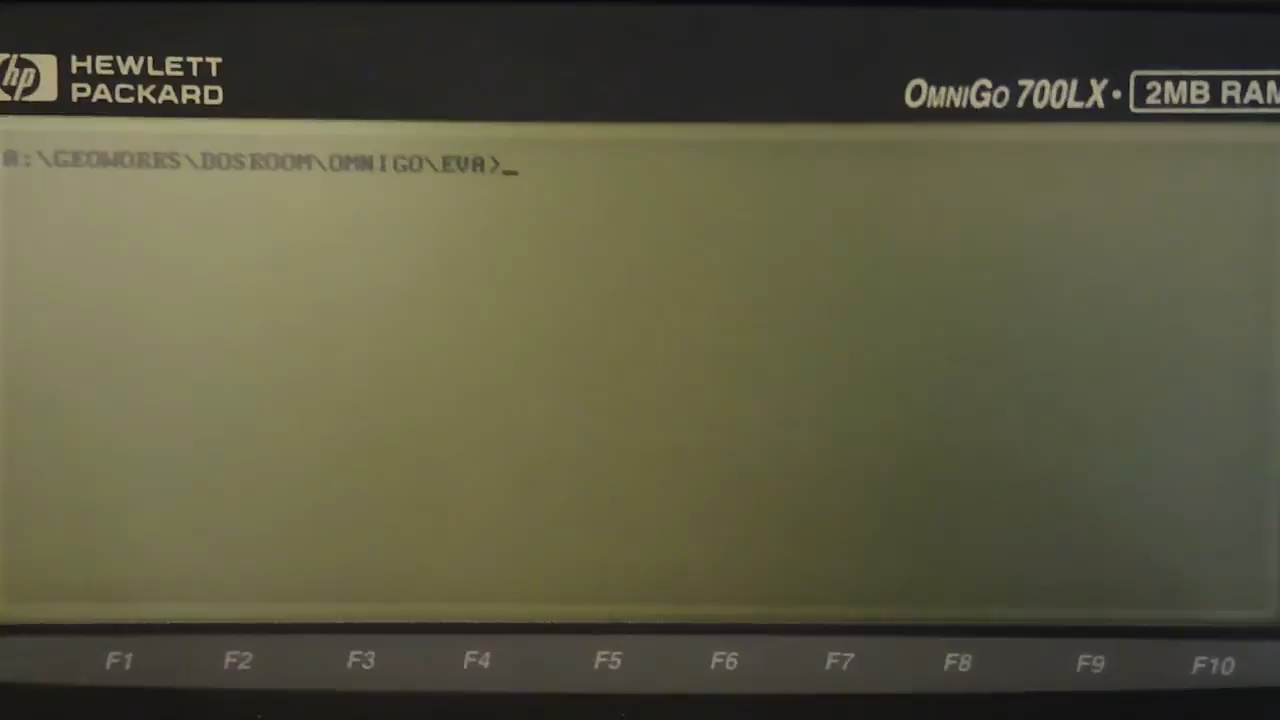 hp HEWLETT
PACKARD
OMNIGO 700LX • 2MB RAM
A:\GEOWORKS\DOSROOM\OMNIGO\EVA>_
F1 F2 F3 F4 F5 F6 F7 F8 F9 F10